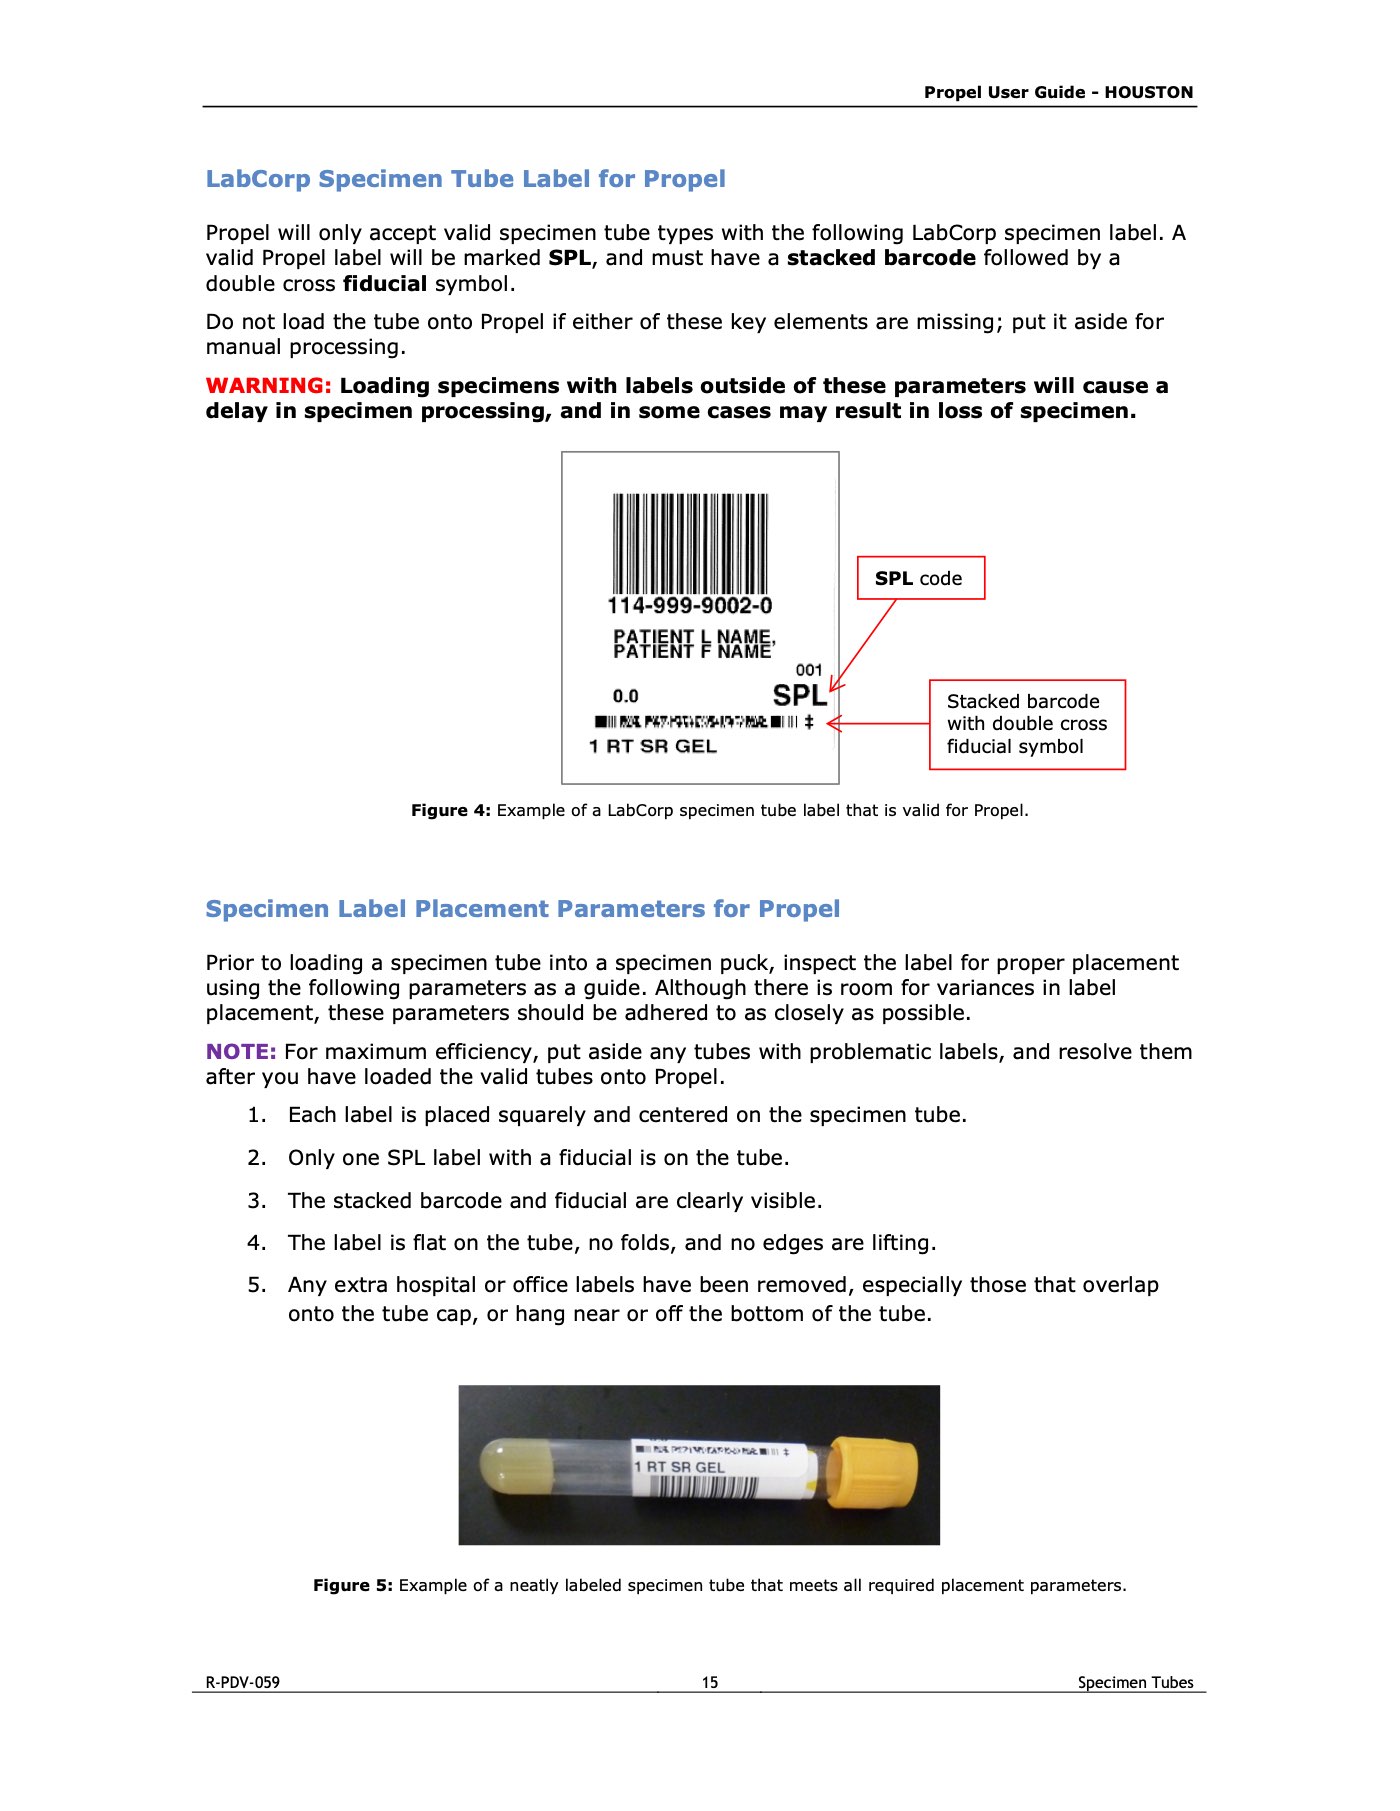 Propel User Guide - HOUSTON
LabCorp Specimen Tube Label for Propel
Propel will only accept valid specimen tube types with the following LabCorp specimen label. A
valid Propel label will be marked SPL, and must have a stacked barcode followed by a
double cross fiducial symbol.
Do not load the tube onto Propel if either of these key elements are missing; put it aside for
manual processing.
WARNING: Loading specimens with labels outside of these parameters will cause a
delay in specimen processing, and in some cases may result in loss of specimen.
114-999-9002-0
PATIENT L NAME,
PATIENT F NAME
001
0.0 SPL
‡
1 RT SR GEL
SPL code
Stacked barcode
with double cross
fiducial symbol
Figure 4: Example of a LabCorp specimen tube label that is valid for Propel.
Specimen Label Placement Parameters for Propel
Prior to loading a specimen tube into a specimen puck, inspect the label for proper placement
using the following parameters as a guide. Although there is room for variances in label
placement, these parameters should be adhered to as closely as possible.
NOTE: For maximum efficiency, put aside any tubes with problematic labels, and resolve them
after you have loaded the valid tubes onto Propel.
1. Each label is placed squarely and centered on the specimen tube.
2. Only one SPL label with a fiducial is on the tube.
3. The stacked barcode and fiducial are clearly visible.
4. The label is flat on the tube, no folds, and no edges are lifting.
5. Any extra hospital or office labels have been removed, especially those that overlap
onto the tube cap, or hang near or off the bottom of the tube.
‡
1 RT SR GEL
Figure 5: Example of a neatly labeled specimen tube that meets all required placement parameters.
R-PDV-059 15 Specimen Tubes